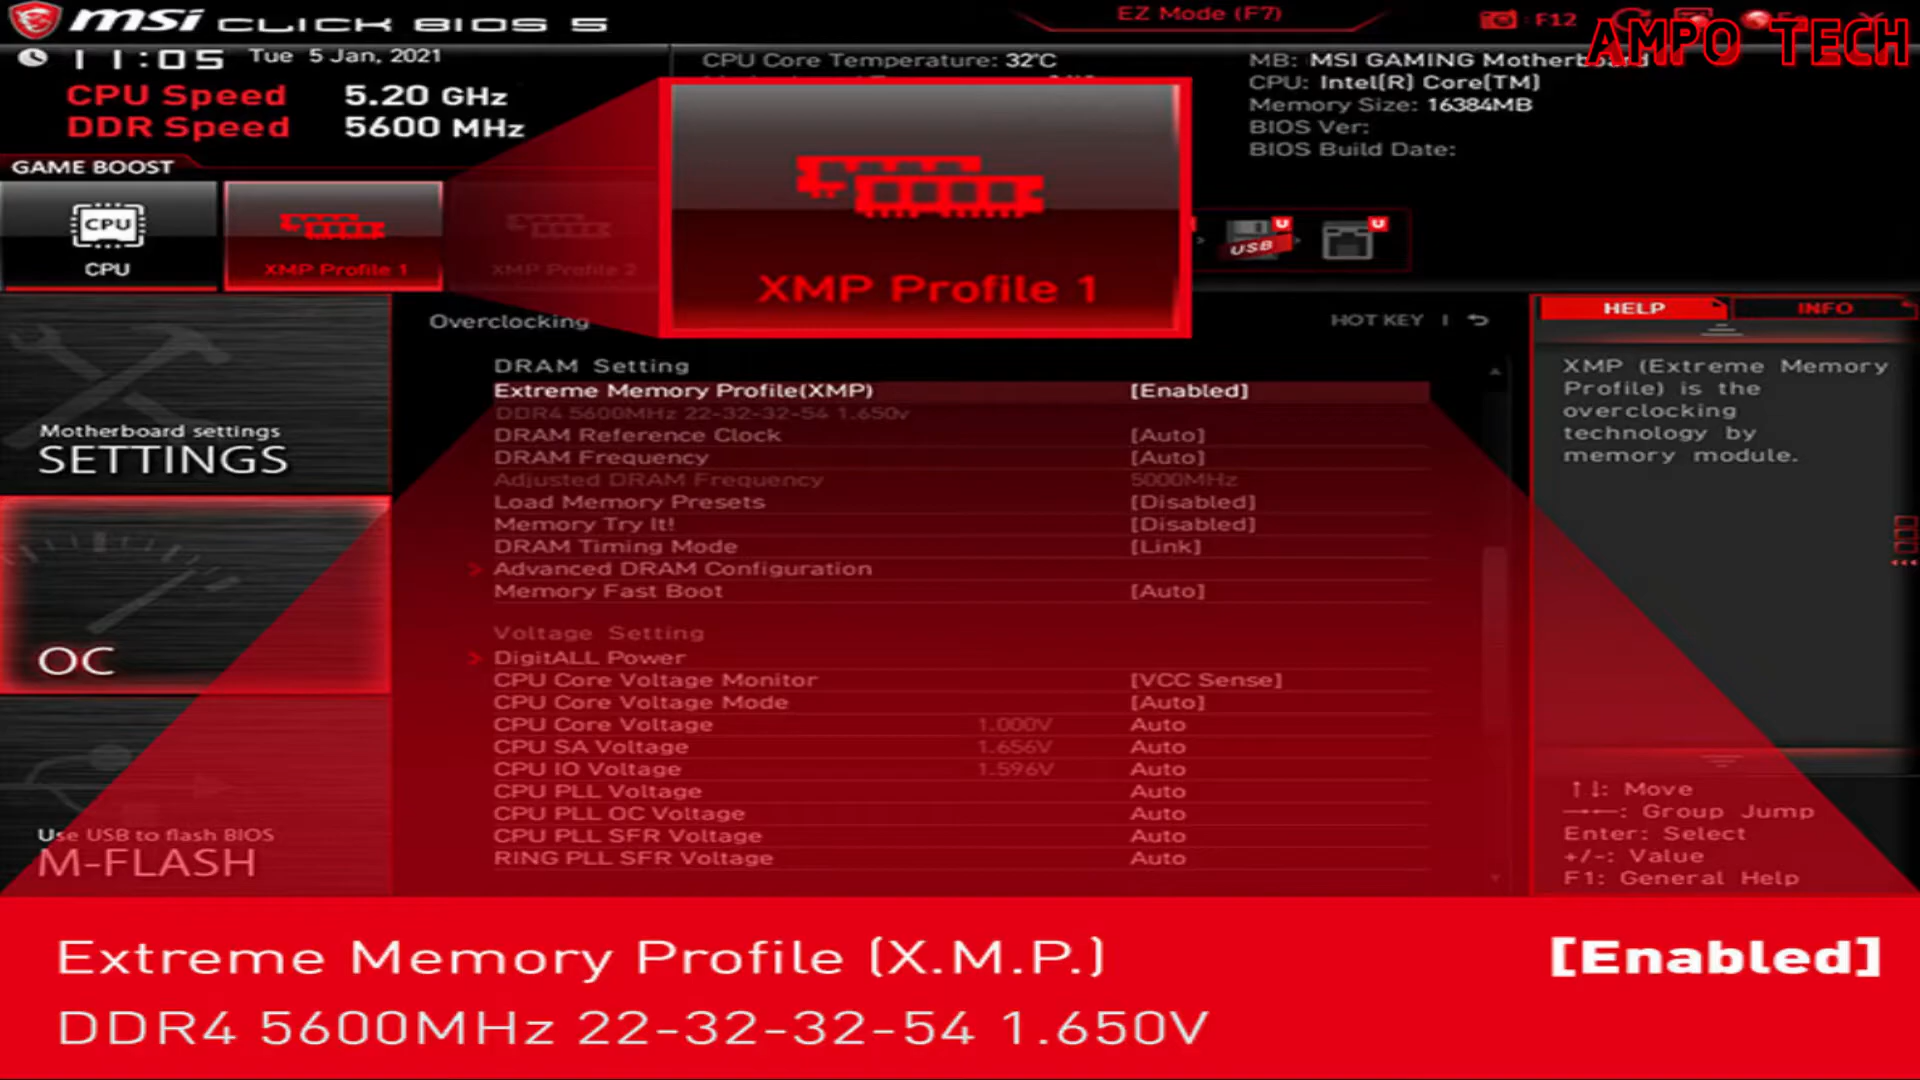 msi CLICK BIOS 5
EZ Mode (F7)
: F12
AMPO TECH
11:05 Tue 5 Jan, 2021
CPU Speed 5.20 GHz
DDR Speed 5600 MHz
CPU Core Temperature: 32°C
MB: MSI GAMING Motherboard
CPU: Intel(R) Core(TM)
Memory Size: 16384MB
BIOS Ver:
BIOS Build Date:
GAME BOOST
CPU
XMP Profile 1
XMP Profile 2
XMP Profile 1
USB
U
U
Motherboard settings
SETTINGS
OC
Use USB to flash BIOS
M-FLASH
Overclocking
HOT KEY |
DRAM Setting
Extreme Memory Profile(XMP) [Enabled]
DDR4 5600MHz 22-32-32-54 1.650v
DRAM Reference Clock [Auto]
DRAM Frequency [Auto]
Adjusted DRAM Frequency 5000MHz
Load Memory Presets [Disabled]
Memory Try It! [Disabled]
DRAM Timing Mode [Link]
> Advanced DRAM Configuration
Memory Fast Boot [Auto]
Voltage Setting
> DigitALL Power
CPU Core Voltage Monitor [VCC Sense]
CPU Core Voltage Mode [Auto]
CPU Core Voltage 1.000V Auto
CPU SA Voltage 1.656V Auto
CPU IO Voltage 1.596V Auto
CPU PLL Voltage Auto
CPU PLL OC Voltage Auto
CPU PLL SFR Voltage Auto
RING PLL SFR Voltage Auto
HELP
INFO
XMP (Extreme Memory
Profile) is the
overclocking
technology by
memory module.
↑↓: Move
→←: Group Jump
Enter: Select
+/-: Value
F1: General Help
Extreme Memory Profile (X.M.P.) [Enabled]
DDR4 5600MHz 22-32-32-54 1.650V